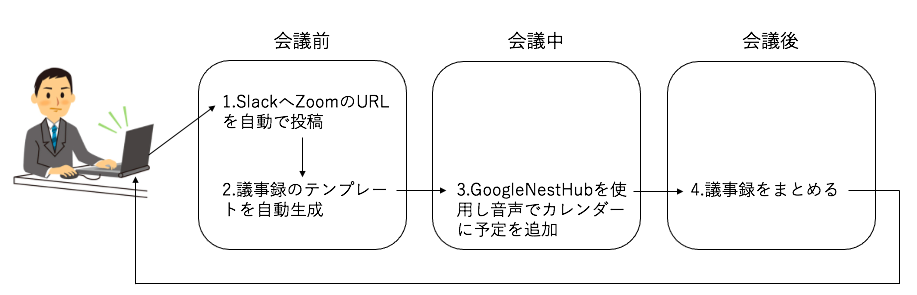 会議前
会議中
会議後
1.SlackへZoomのURL
を自動で投稿
2.議事録のテンプレー
トを自動生成
3.GoogleNestHubを使
用し音声でカレンダー
に予定を追加
4.議事録をまとめる